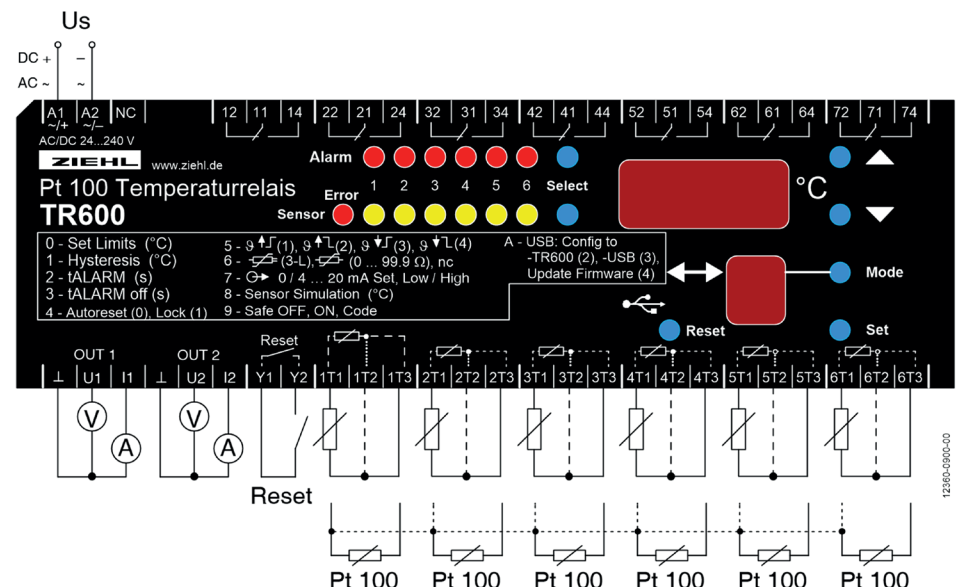 Us
DC + –
AC ~ ~
A1 A2 NC 12 11 14 22 21 24 32 31 34 42 41 44 52 51 54 62 61 64 72 71 74
~/+ ~/–
AC/DC 24...240 V
ZIEHL www.ziehl.de
Alarm
Pt 100 Temperaturrelais
TR600
1 2 3 4 5 6 Select
Error
Sensor
°C
0 - Set Limits (°C)
1 - Hysteresis (°C)
2 - tALARM (s)
3 - tALARM off (s)
4 - Autoreset (0), Lock (1)
5 - ϑ (1), ϑ (2), ϑ (3), ϑ (4)
6 - (3-L), (0 ... 99.9 Ω), nc
7 - 0 / 4 ... 20 mA Set, Low / High
8 - Sensor Simulation (°C)
9 - Safe OFF, ON, Code
A - USB: Config to
-TR600 (2), -USB (3),
Update Firmware (4)
Mode
Reset
Set
OUT 1 OUT 2 Reset
⊥ U1 I1 ⊥ U2 I2 Y1 Y2 1T1 1T2 1T3 2T1 2T2 2T3 3T1 3T2 3T3 4T1 4T2 4T3 5T1 5T2 5T3 6T1 6T2 6T3
V A V A
Reset
12360-0900-00
Pt 100 Pt 100 Pt 100 Pt 100 Pt 100 Pt 100